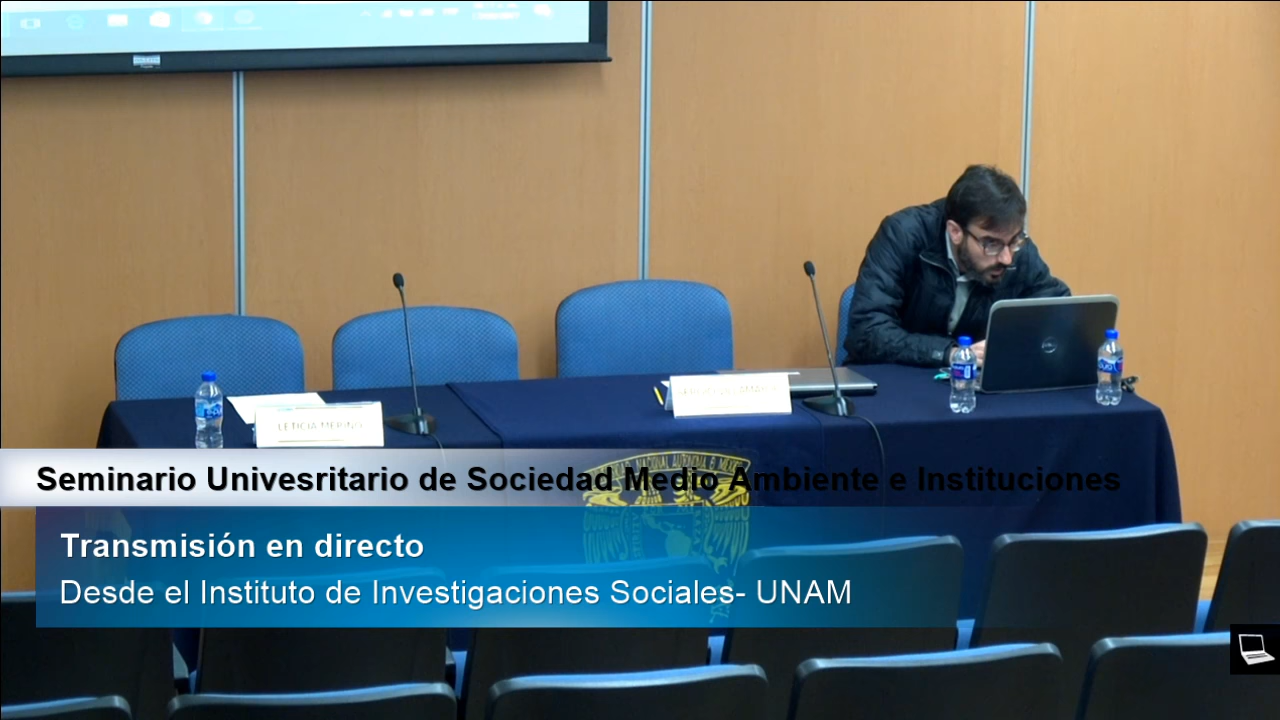 LETICIA MERINO
Seminario Univesritario de Sociedad Medio Ambiente e Instituciones
Transmisión en directo
Desde el Instituto de Investigaciones Sociales- UNAM